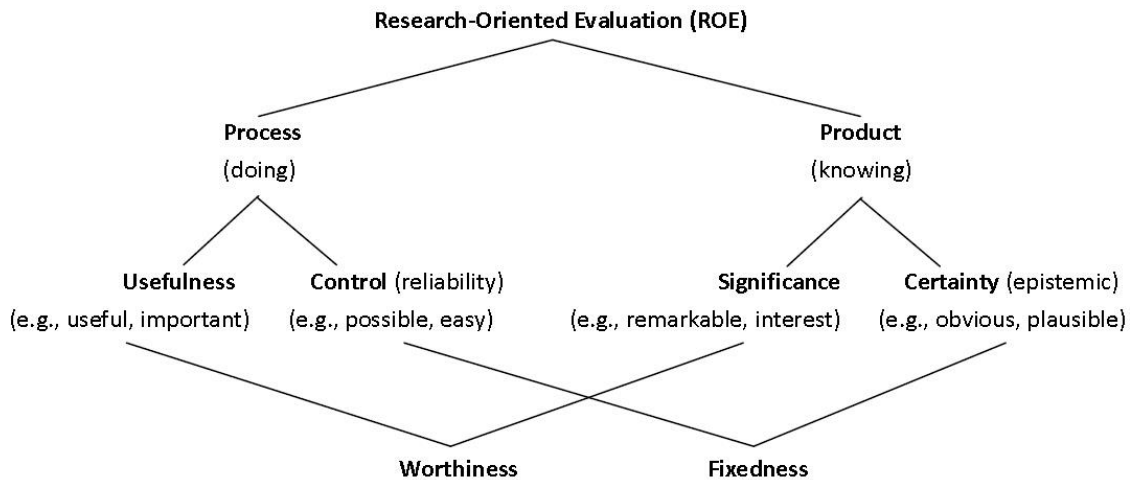 Research-Oriented Evaluation (ROE)
Process
Product
(doing)
(knowing)
Usefulness
Control (reliability)
Significance
Certainty (epistemic)
(e.g., useful, important)
(e.g., possible, easy)
(e.g., remarkable, interest)
(e.g., obvious, plausible)
Worthiness
Fixedness